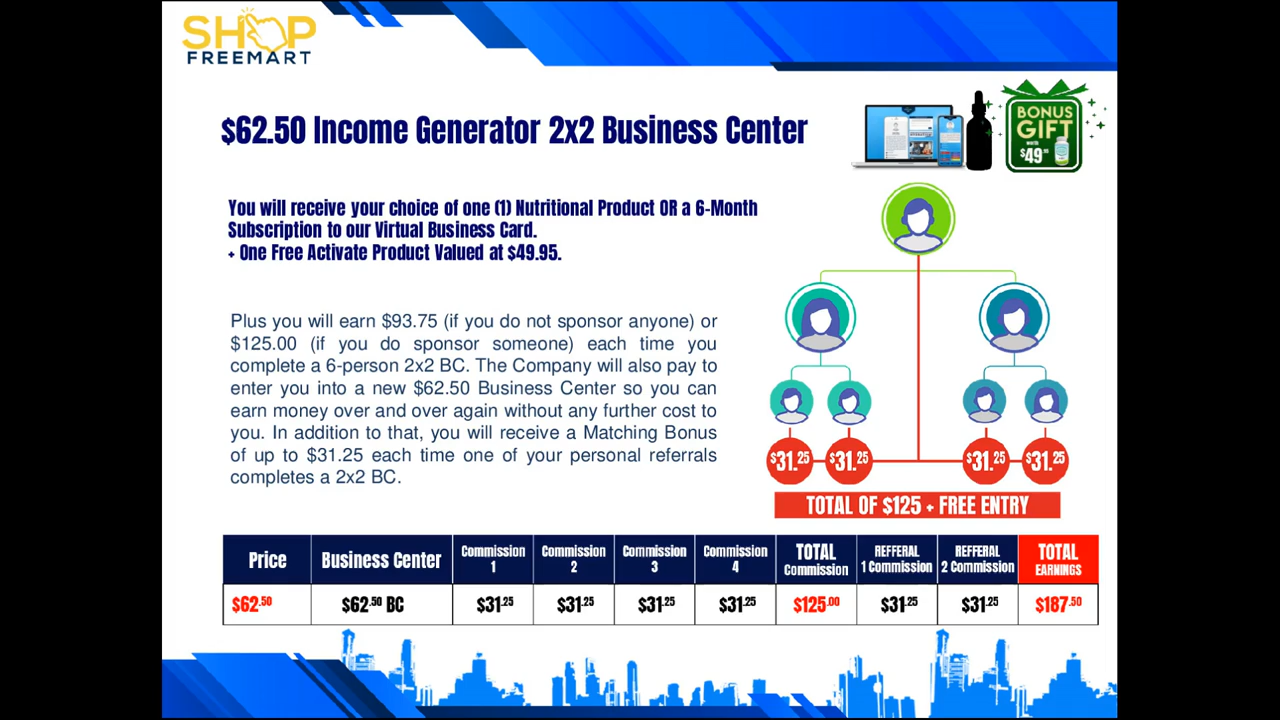 SHOP
FREEMART
$62.50 Income Generator 2x2 Business Center
BONUS
GIFT
WORTH
$49.95
You will receive your choice of one (1) Nutritional Product OR a 6-Month
Subscription to our Virtual Business Card.
+ One Free Activate Product Valued at $49.95.
Plus you will earn $93.75 (if you do not sponsor anyone) or
$125.00 (if you do sponsor someone) each time you
complete a 6-person 2x2 BC. The Company will also pay to
enter you into a new $62.50 Business Center so you can
earn money over and over again without any further cost to
you. In addition to that, you will receive a Matching Bonus
of up to $31.25 each time one of your personal referrals
completes a 2x2 BC.
$31.25 $31.25 $31.25 $31.25
TOTAL OF $125 + FREE ENTRY
Price Business Center Commission 1 Commission 2 Commission 3 Commission 4 TOTAL Commission REFFERAL 1 Commission REFFERAL 2 Commission TOTAL EARNINGS
$62.50 $62.50 BC $31.25 $31.25 $31.25 $31.25 $125.00 $31.25 $31.25 $187.50